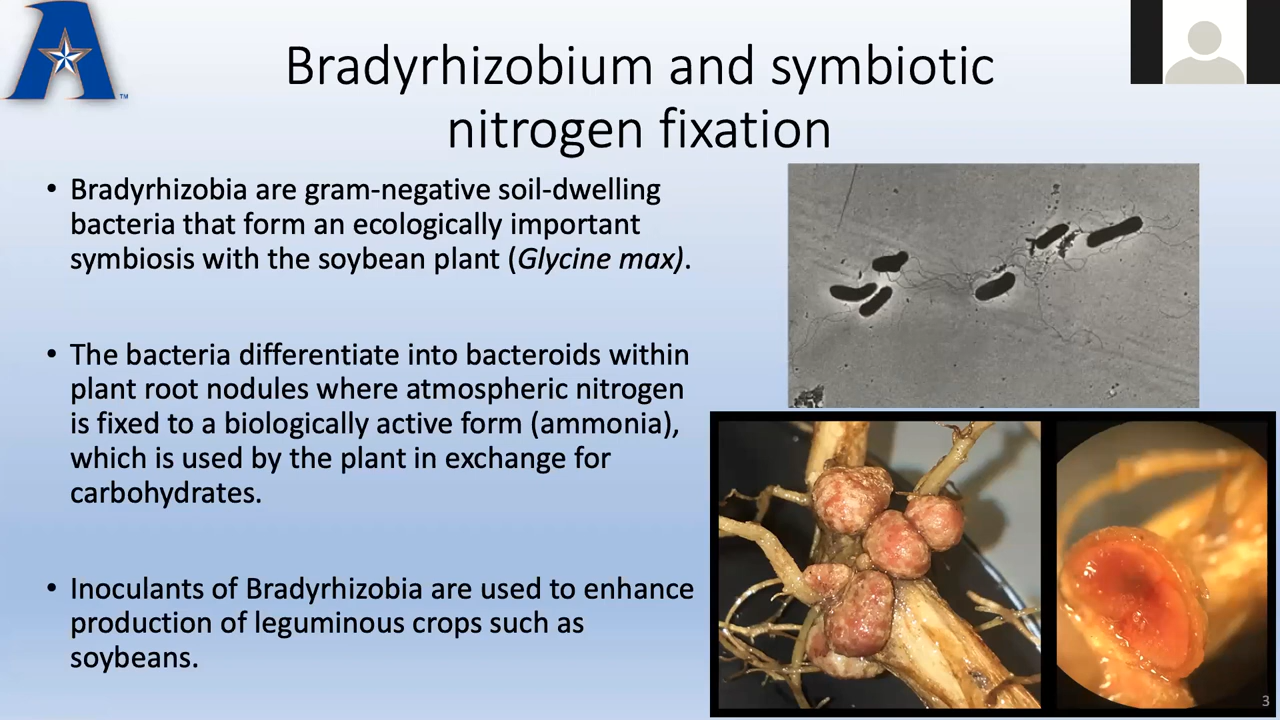 Bradyrhizobium and symbiotic
nitrogen fixation
• Bradyrhizobia are gram-negative soil-dwelling
bacteria that form an ecologically important
symbiosis with the soybean plant (Glycine max).
• The bacteria differentiate into bacteroids within
plant root nodules where atmospheric nitrogen
is fixed to a biologically active form (ammonia),
which is used by the plant in exchange for
carbohydrates.
• Inoculants of Bradyrhizobia are used to enhance
production of leguminous crops such as
soybeans.
A
TM
3